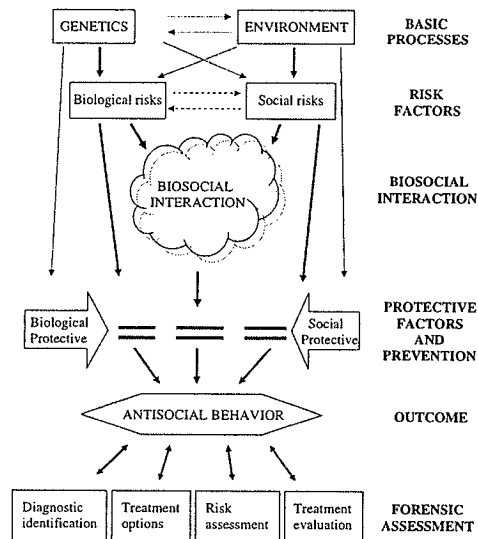 GENETICS
ENVIRONMENT
BASIC
PROCESSES
Biological risks
Social risks
RISK
FACTORS
BIOSOCIAL
INTERACTION
BIOSOCIAL
INTERACTION
Biological
Protective
Social
Protective
PROTECTIVE
FACTORS
AND
PREVENTION
ANTISOCIAL BEHAVIOR
OUTCOME
Diagnostic
identification
Treatment
options
Risk
assessment
Treatment
evaluation
FORENSIC
ASSESSMENT